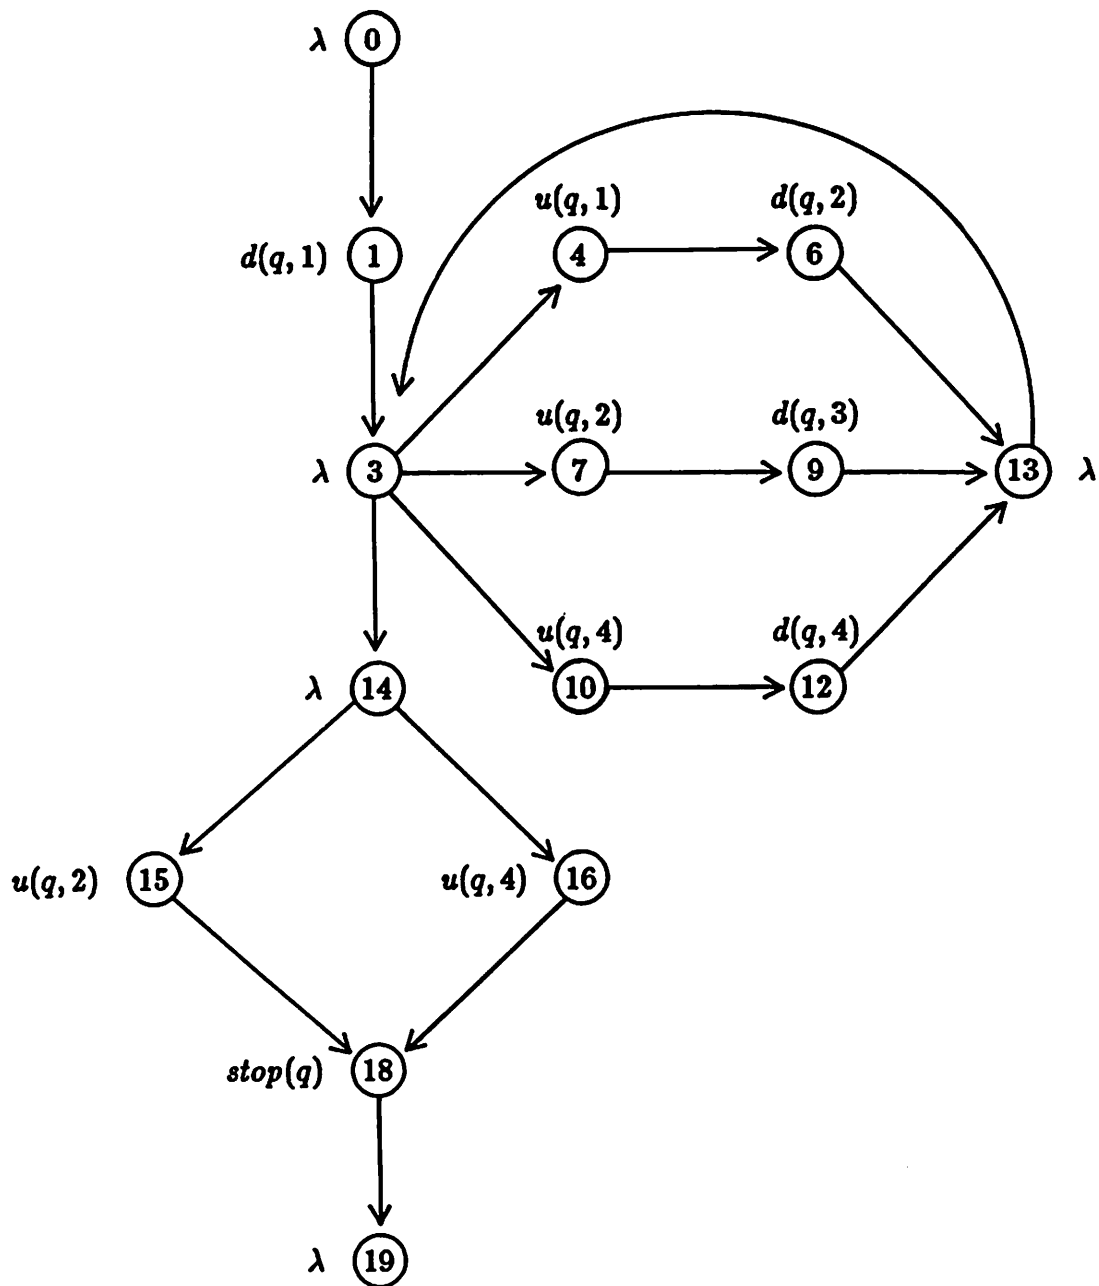 λ 0
u(q, 1) d(q, 2)
d(q, 1) 1 4 6
u(q, 2) d(q, 3)
λ 3 7 9 13 λ
u(q, 4) d(q, 4)
λ 14 10 12
u(q, 2) 15 u(q, 4) 16
stop(q) 18
λ 19